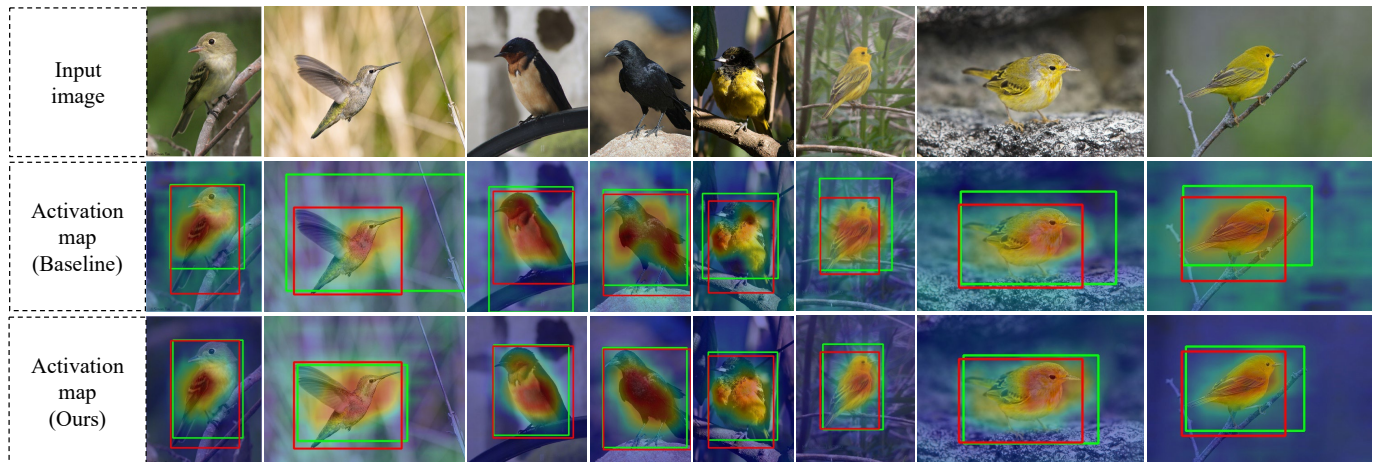 Input
image
Activation
map
(Baseline)
Activation
map
(Ours)